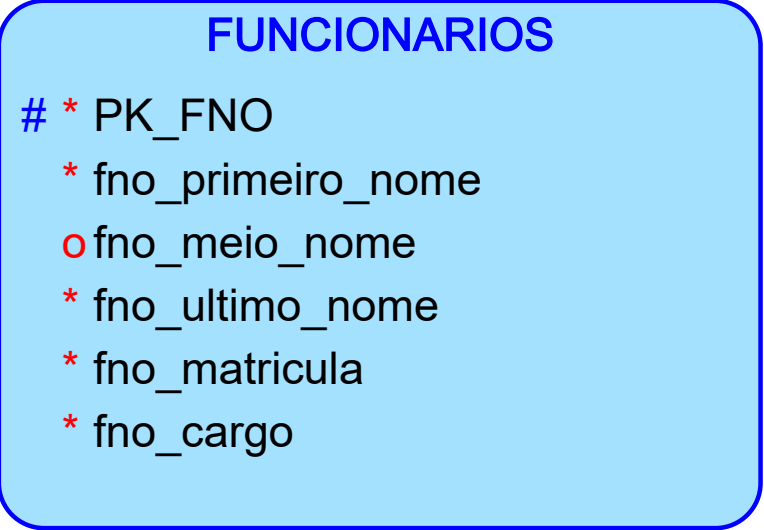 FUNCIONARIOS
# * PK_FNO
* fno_primeiro_nome
o fno_meio_nome
* fno_ultimo_nome
* fno_matricula
* fno_cargo